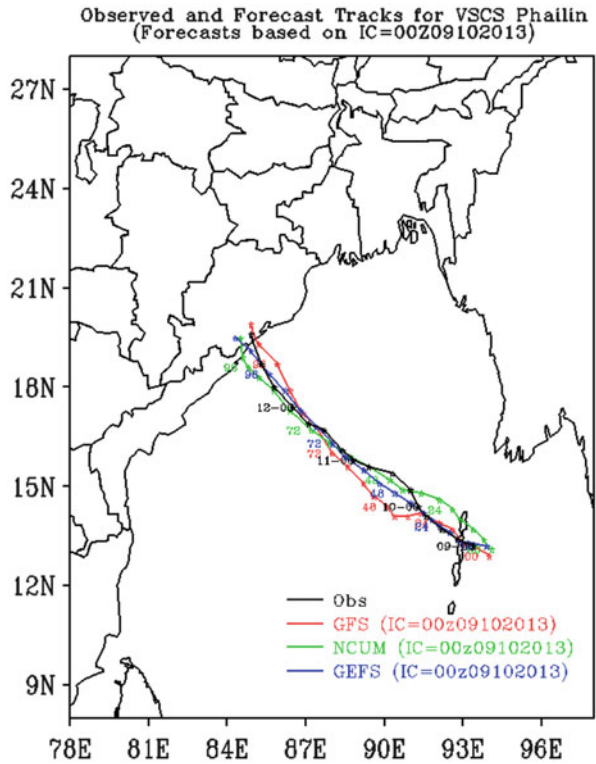 Observed and Forecast Tracks for VSCS Phailin
(Forecasts based on IC=00Z09102013)
27N
24N
21N
18N
15N
12N
9N
96
96
12-00
72
72
72
11-00
48
48
48
10-00
24
24
09-00
00
Obs
GFS (IC=00z09102013)
NCUM (IC=00z09102013)
GEFS (IC=00z09102013)
78E 81E 84E 87E 90E 93E 96E